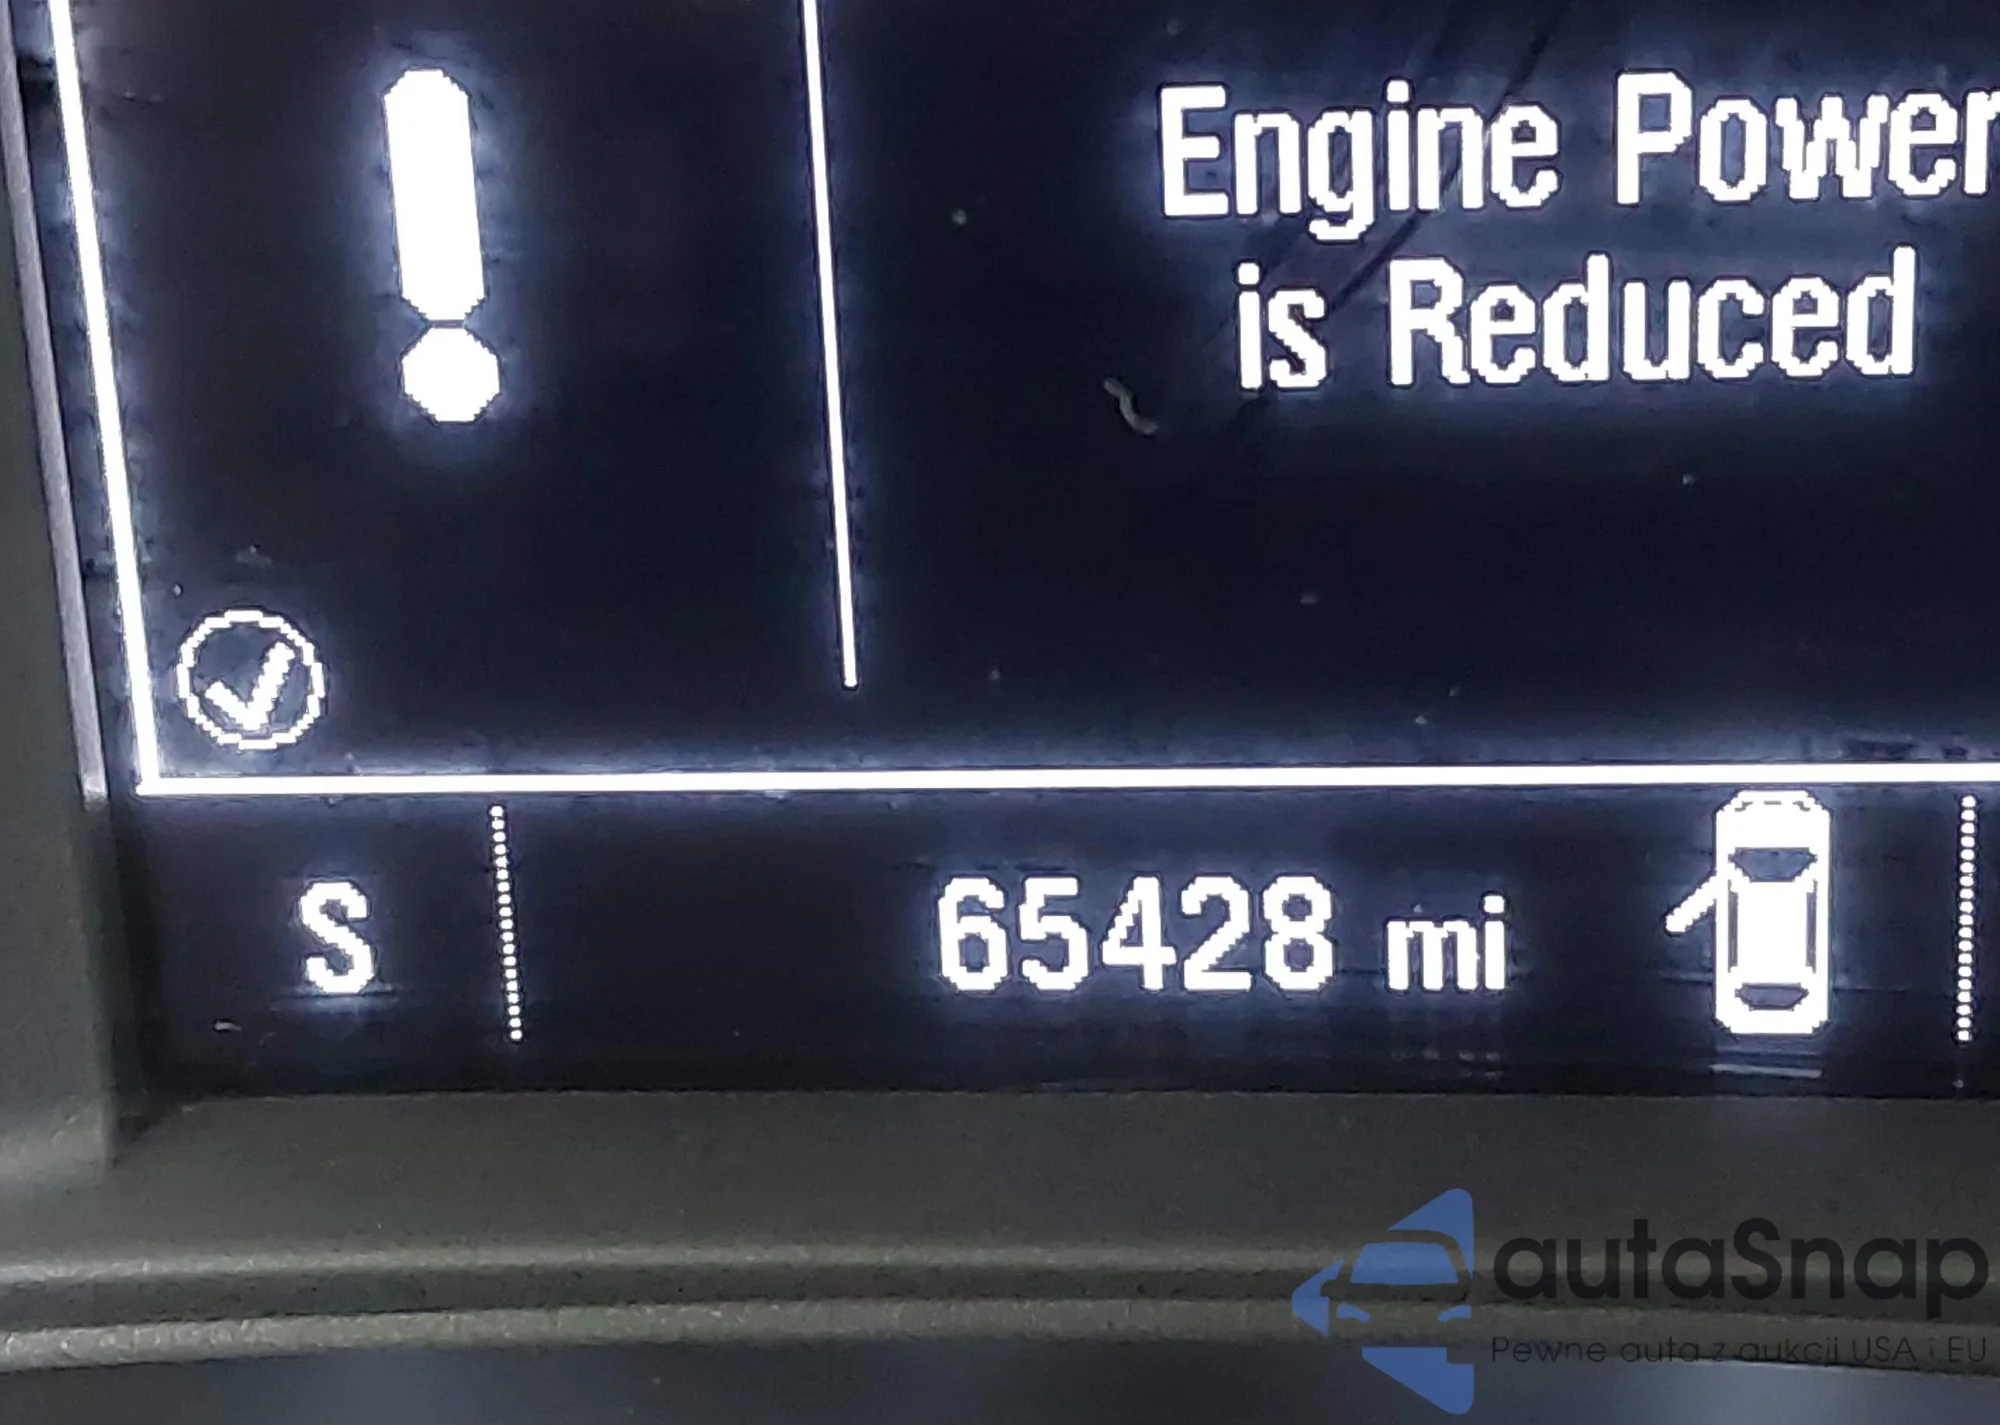 Engine Power
is Reduced
S
65428 mi
autaSnap
Pewne auta z aukcji USA i EU